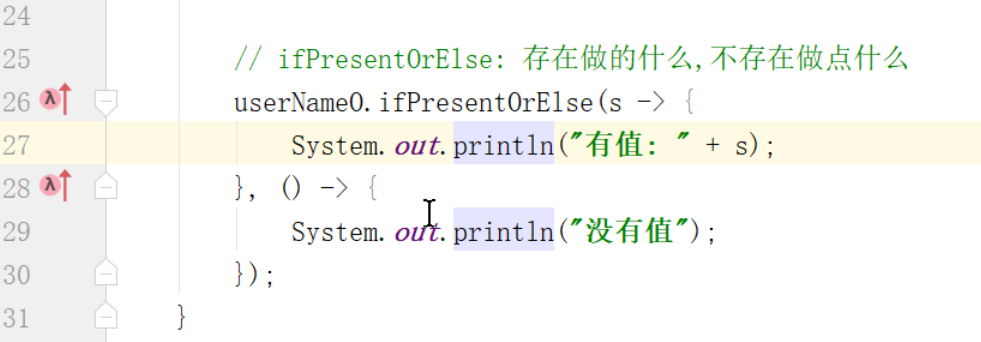 24
25 // ifPresentOrElse: 存在做的什么,不存在做点什么
26 λ userNameO.ifPresentOrElse(s -> {
27 System.out.println("有值: " + s);
28 λ }, () -> {
29 System.out.println("没有值");
30 });
31 }